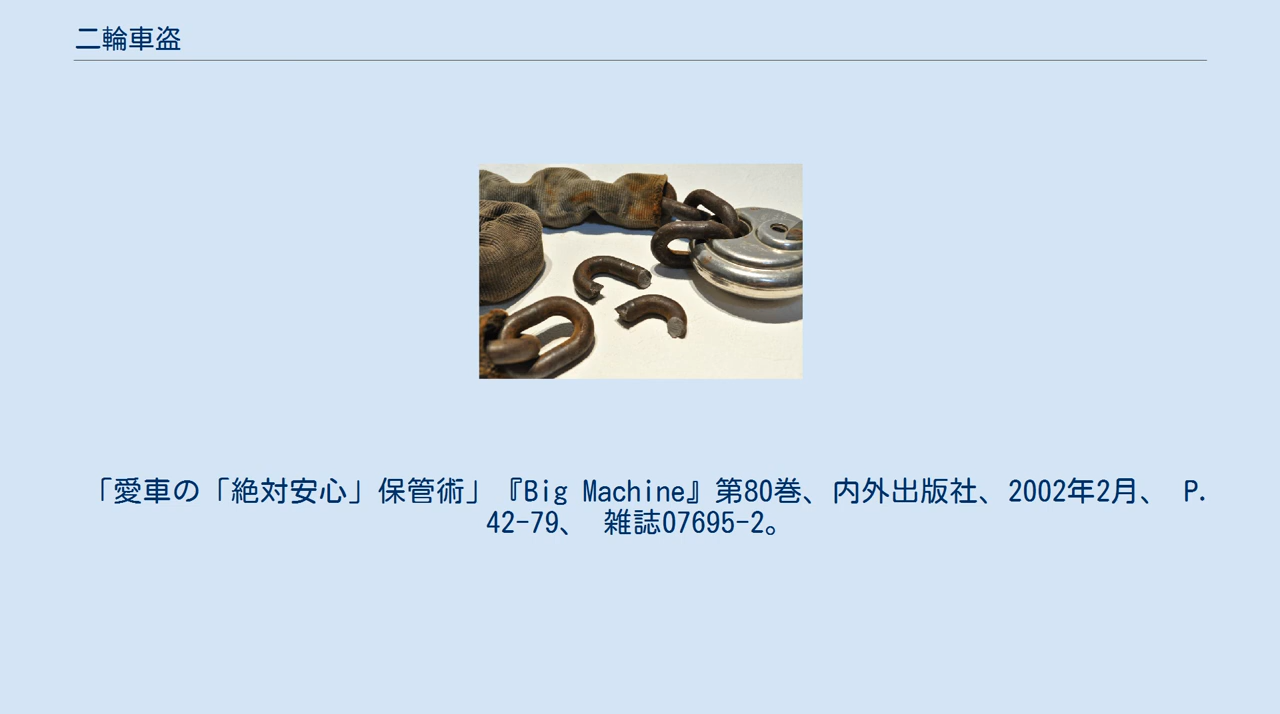 二輪車盗
「愛車の「絶対安心」保管術」『Big Machine』第80巻、内外出版社、2002年2月、 P.
42-79、 雑誌07695-2。